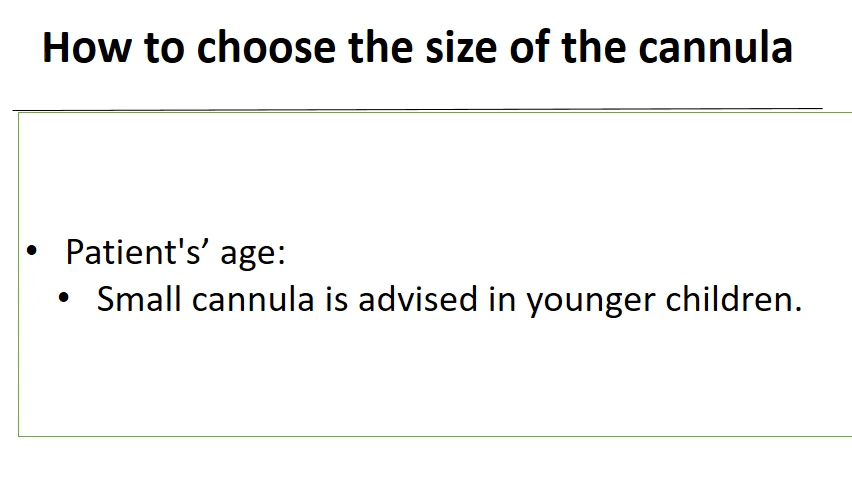 How to choose the size of the cannula
• Patient's’ age:
• Small cannula is advised in younger children.